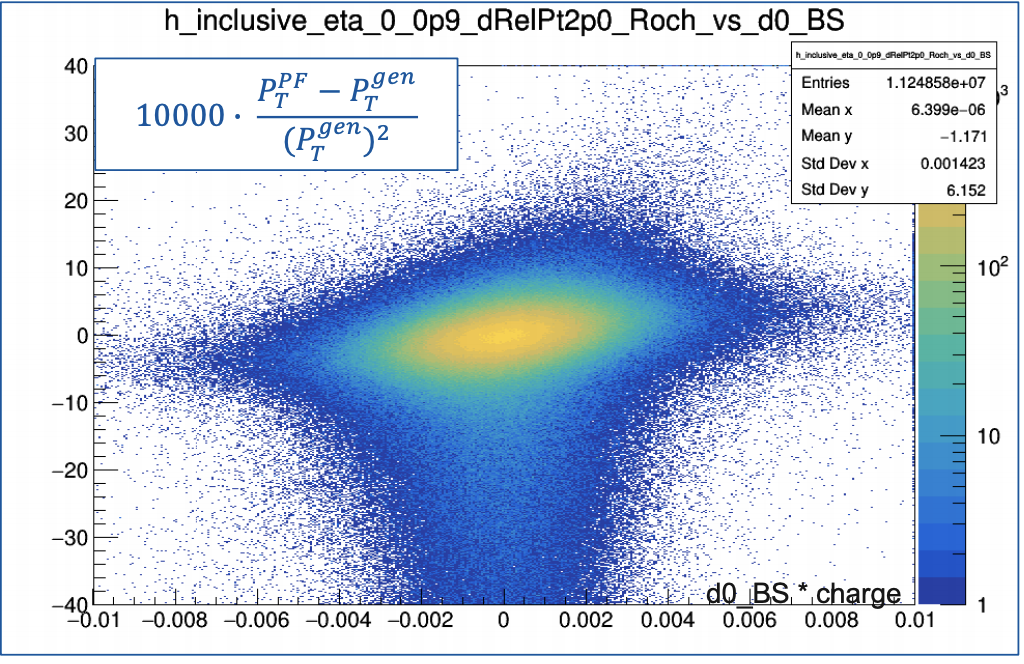 h_inclusive_eta_0_0p9_dRelPt2p0_Roch_vs_d0_BS
h_inclusive_eta_0_0p9_dRelPt2p0_Roch_vs_d0_BS
Entries 1.124858e+07
Mean x 6.399e−06
Mean y −1.171
Std Dev x 0.001423
Std Dev y 6.152
10000 · (P_T^{PF} − P_T^{gen}) / (P_T^{gen})^2
40
30
20
10
0
−10
−20
−30
−40
−0.01 −0.008 −0.006 −0.004 −0.002 0 0.002 0.004 0.006 0.008 0.01
d0_BS * charge
10^2
10
1